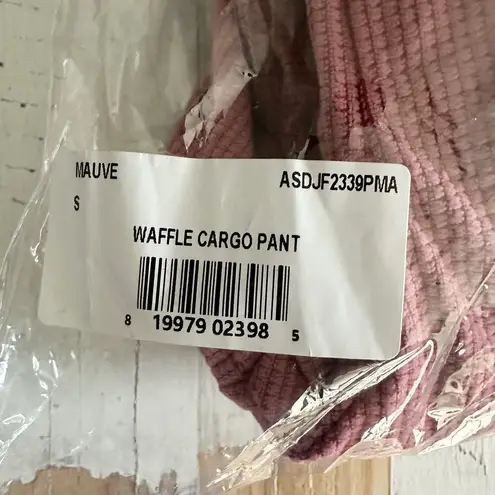 MAUVE ASDJF2339PMA
S
WAFFLE CARGO PANT
8 19979 02398 5